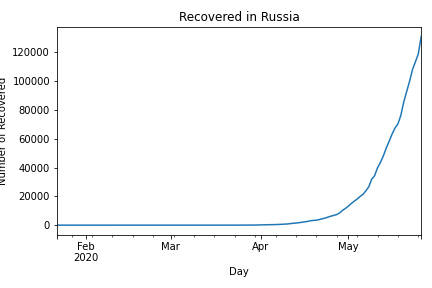 Recovered in Russia
Number of Recovered
120000
100000
80000
60000
40000
20000
0
Feb
2020
Mar
Apr
May
Day